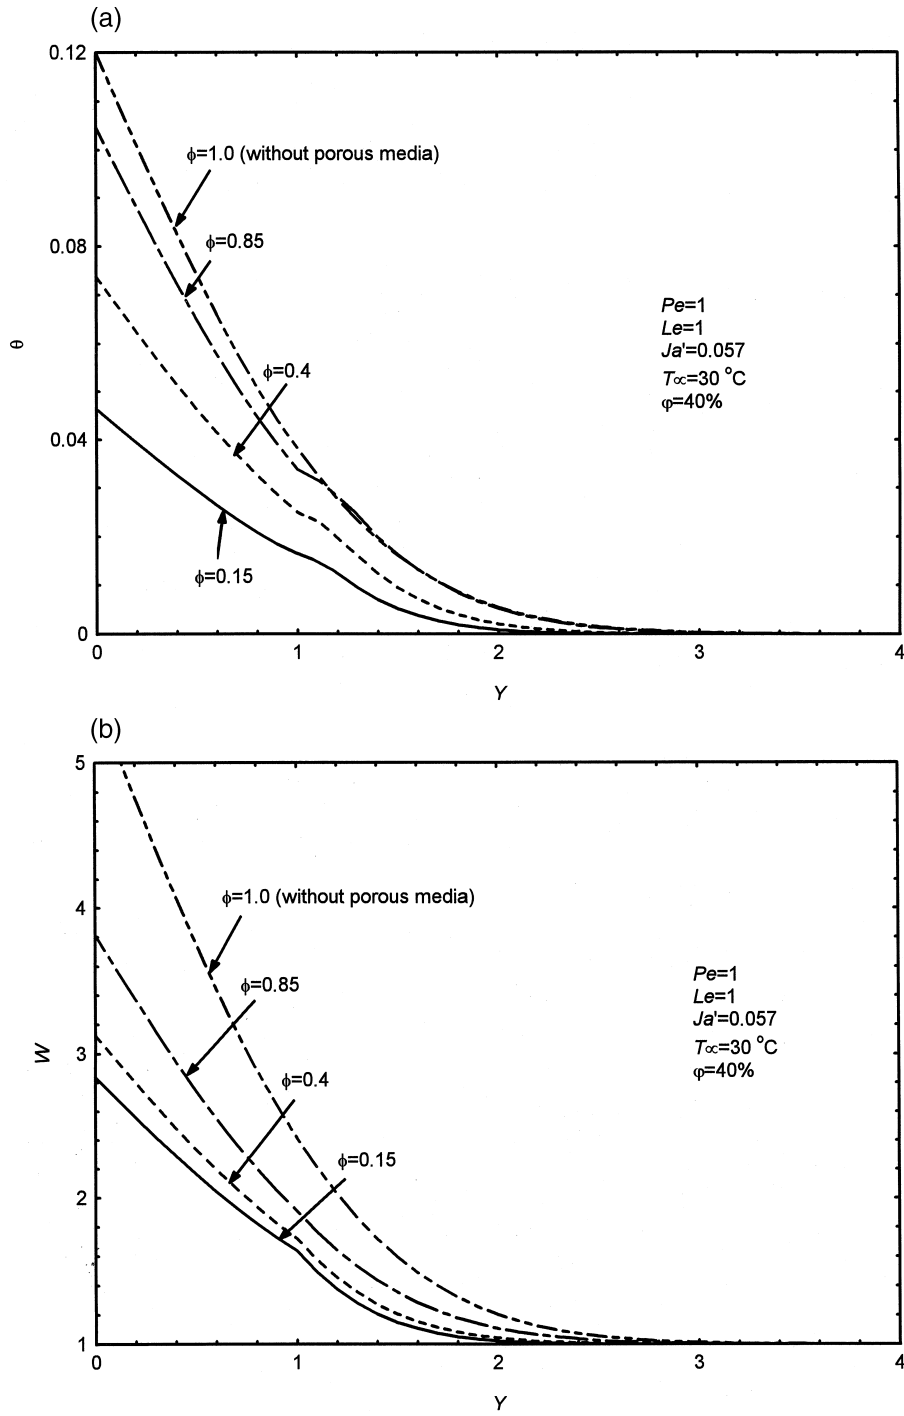 (a)
0.12
ϕ=1.0 (without porous media)
ϕ=0.85
0.08
Pe=1
Le=1
θ
Ja'=0.057
T∝=30 °C
ϕ=0.4
φ=40%
0.04
ϕ=0.15
0
0 1 2 3 4
Y
(b)
5
ϕ=1.0 (without porous media)
4
Pe=1
ϕ=0.85
Le=1
Ja'=0.057
W
3
T∝=30 °C
φ=40%
ϕ=0.4
ϕ=0.15
2
1
0 1 2 3 4
Y